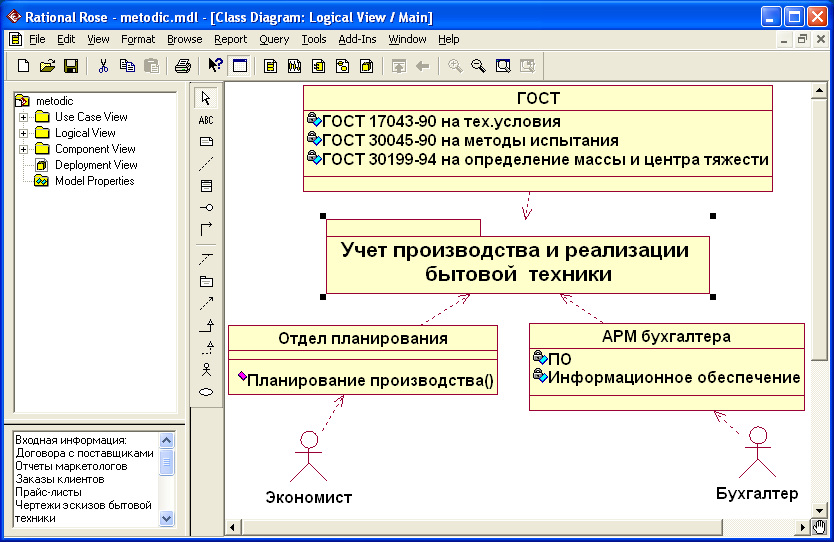 Rational Rose - metodic.mdl - [Class Diagram: Logical View / Main]
File Edit View Format Browse Report Query Tools Add-Ins Window Help
metodic
Use Case View
Logical View
Component View
Deployment View
Model Properties
Входная информация:
Договора с поставщиками
Отчеты маркетологов
Заказы клиентов
Прайс-листы
Чертежи эскизов бытовой
техники
ABC
ГОСТ
ГОСТ 17043-90 на тех.условия
ГОСТ 30045-90 на методы испытания
ГОСТ 30199-94 на определение массы и центра тяжести
Учет производства и реализации
бытовой техники
Отдел планирования
Планирование производства()
АРМ бухгалтера
ПО
Информационное обеспечение
Экономист
Бухгалтер